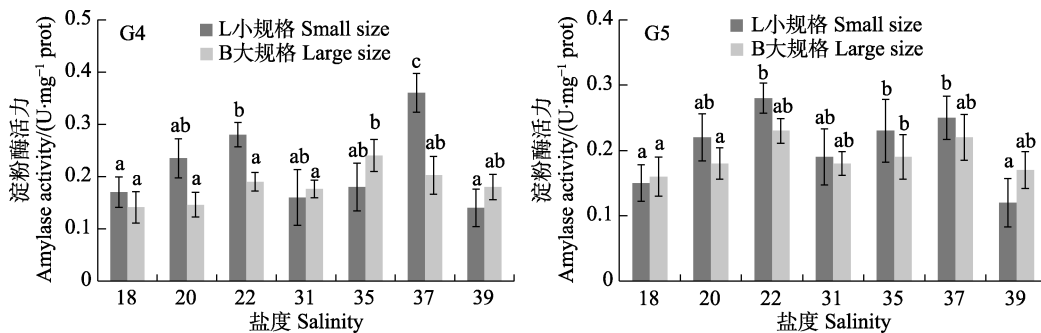 G4
L小规格 Small size
B大规格 Large size
淀粉酶活力
Amylase activity/(U·mg⁻¹ prot)
0.5
0.4
0.3
0.2
0.1
0
a a ab a b a ab a ab b c ab a ab
18 20 22 31 35 37 39
盐度 Salinity
G5
L小规格 Small size
B大规格 Large size
淀粉酶活力
Amylase activity/(U·mg⁻¹ prot)
0.4
0.3
0.2
0.1
0
a a ab a b b ab ab b b b ab a ab
18 20 22 31 35 37 39
盐度 Salinity